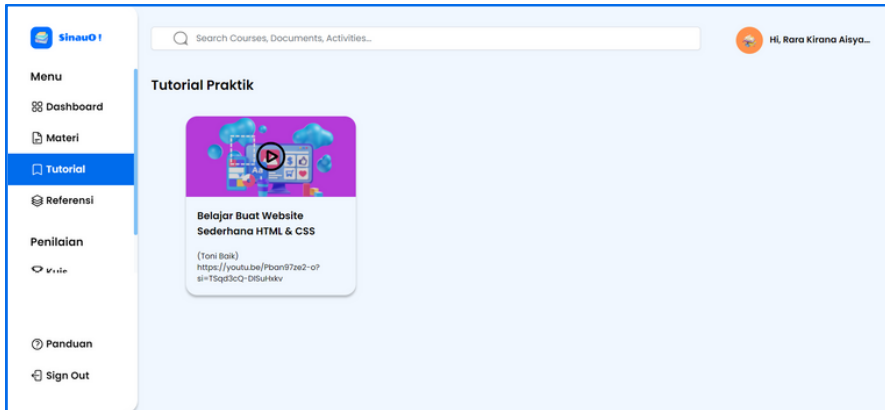 SinauO !
Search Courses, Documents, Activities...
Hi, Rara Kirana Aisya...
Menu
Dashboard
Materi
Tutorial
Referensi
Penilaian
Kuis
Panduan
Sign Out
Tutorial Praktik
Belajar Buat Website
Sederhana HTML & CSS
(Toni Baik)
https://youtu.be/Pban97ze2-o?
si=TSqd3cQ-DISuHxkv